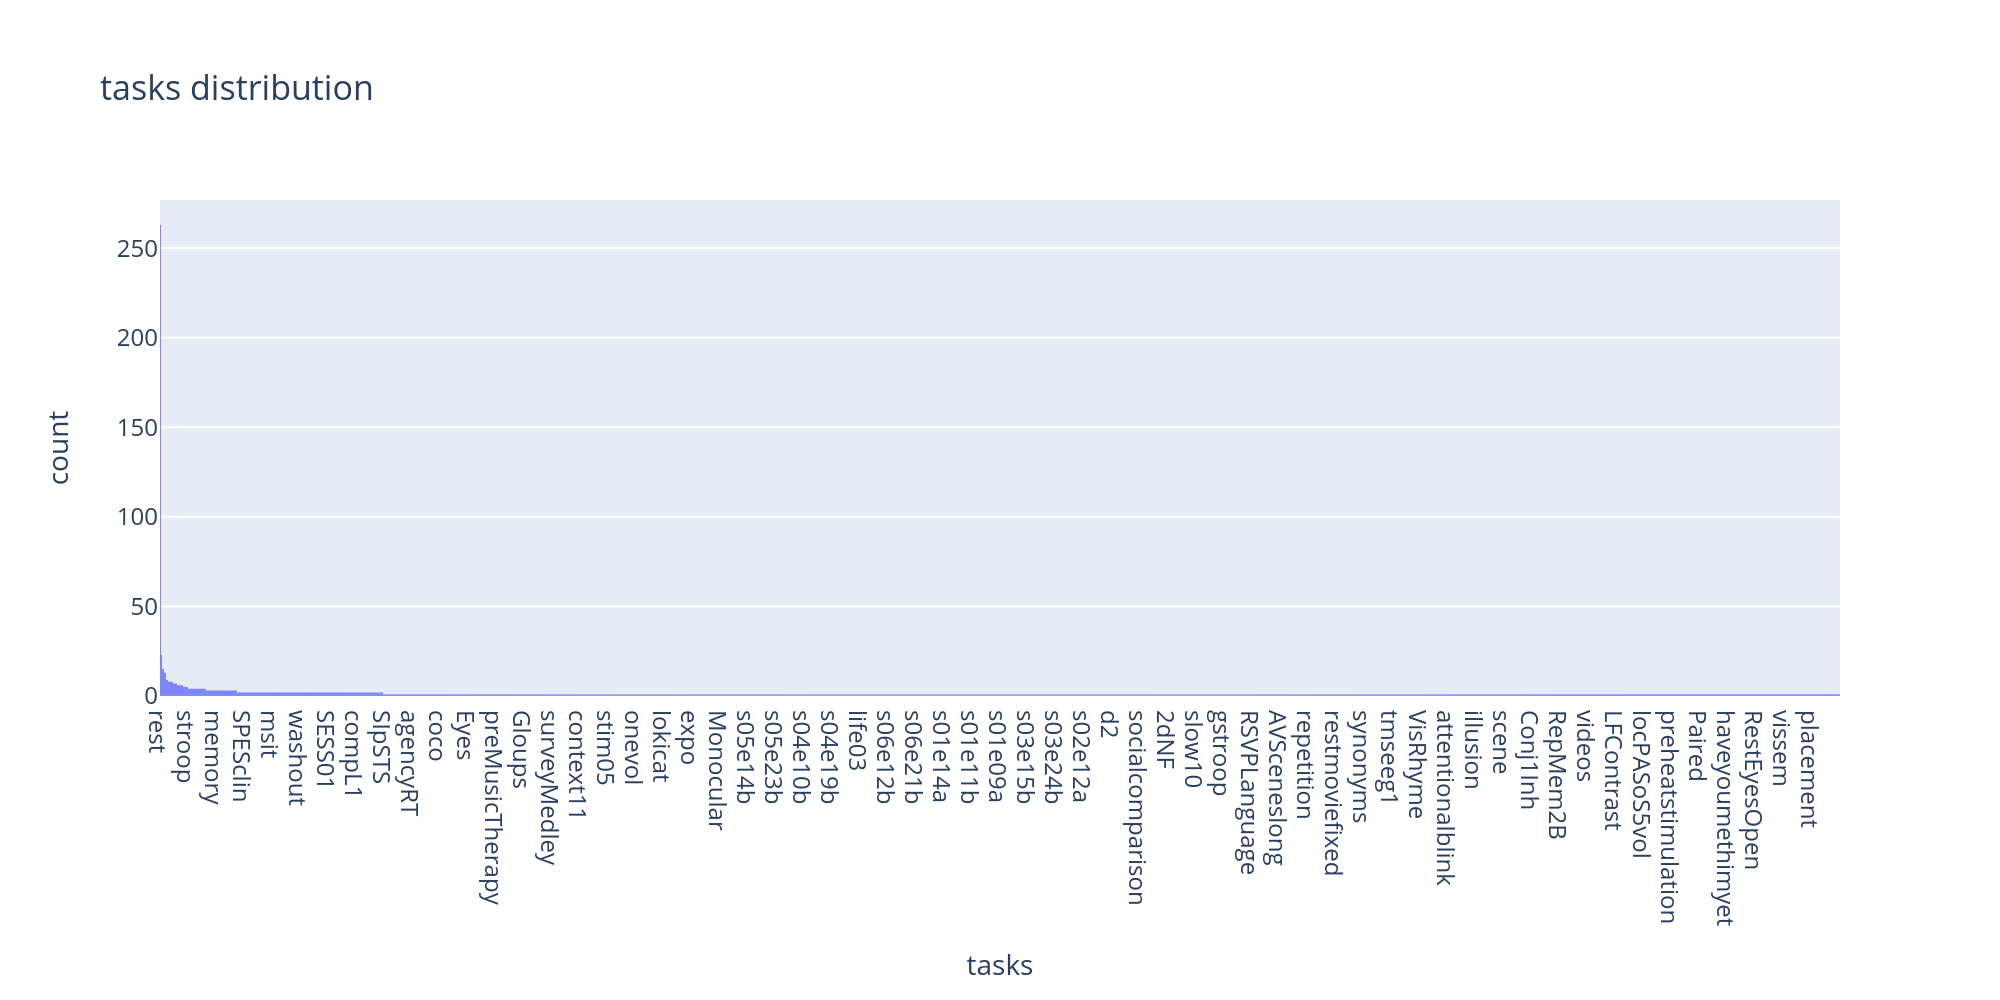 tasks distribution
count
250
200
150
100
50
0
rest
stroop
memory
SPESclin
msit
washout
SESS01
compL1
SlpSTS
agencyRT
coco
Eyes
preMusicTherapy
Gloups
surveyMedley
context11
stim05
onevol
lokicat
expo
Monocular
s05e14b
s05e23b
s04e10b
s04e19b
life03
s06e12b
s06e21b
s01e14a
s01e11b
s01e09a
s03e15b
s03e24b
s02e12a
d2
socialcomparison
2dNF
slow10
gstroop
RSVPLanguage
AVSceneslong
repetition
restmoviefixed
synonyms
tmseeg1
VisRhyme
attentionalblink
illusion
scene
Conj1Inh
RepMem2B
videos
LFContrast
locPASoS5vol
preheatstimulation
Paired
haveyoumethimyet
RestEyesOpen
vissem
placement
tasks